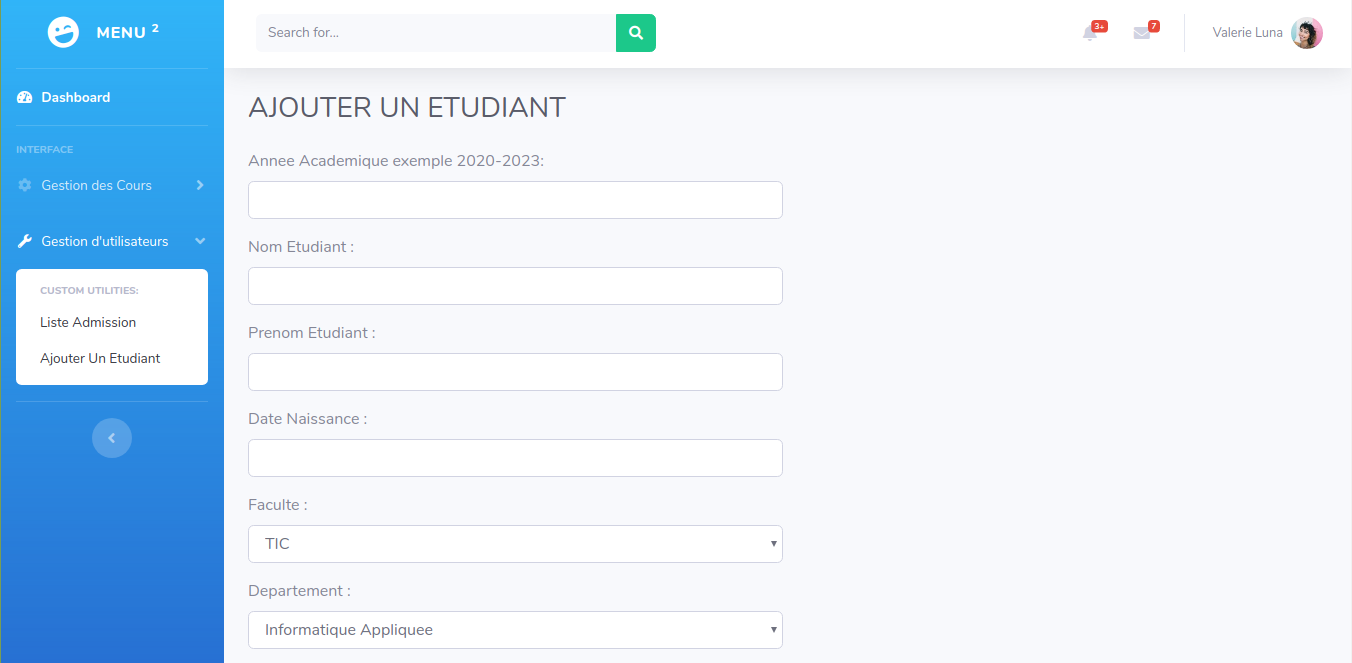 MENU 2
Search for...
3+
7
Valerie Luna
Dashboard
INTERFACE
Gestion des Cours
Gestion d'utilisateurs
CUSTOM UTILITIES:
Liste Admission
Ajouter Un Etudiant
AJOUTER UN ETUDIANT
Annee Academique exemple 2020-2023:
Nom Etudiant :
Prenom Etudiant :
Date Naissance :
Faculte :
TIC
Departement :
Informatique Appliquee